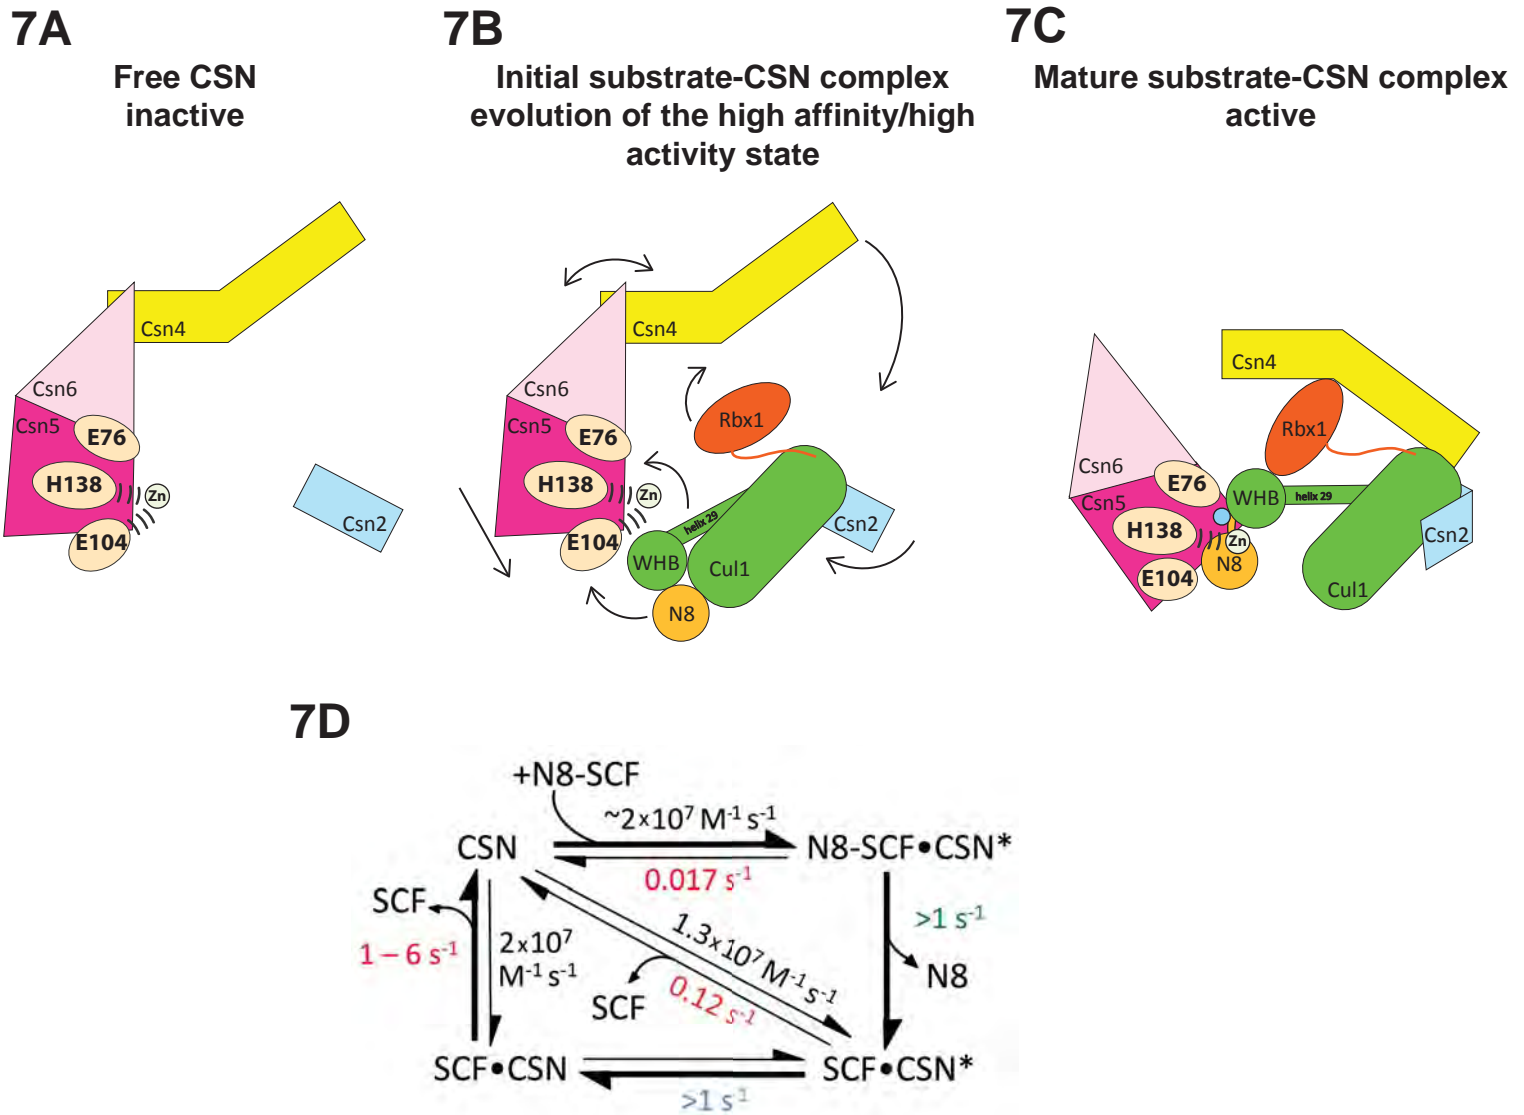 7A
Free CSN
inactive
Csn4
Csn6
Csn5
E76
H138
Zn
E104
Csn2
7B
Initial substrate-CSN complex
evolution of the high affinity/high
activity state
Csn4
Csn6
Csn5
E76
H138
Zn
E104
Rbx1
helix 29
WHB
Cul1
N8
Csn2
7C
Mature substrate-CSN complex
active
Csn4
Rbx1
Csn6
Csn5
E76
WHB
helix 29
H138
Zn
N8
E104
Csn2
Cul1
7D
+N8-SCF
~2×10⁷ M⁻¹ s⁻¹
CSN
N8-SCF•CSN*
0.017 s⁻¹
SCF
1 – 6 s⁻¹
2×10⁷
M⁻¹ s⁻¹
1.3×10⁷ M⁻¹ s⁻¹
0.12 s⁻¹
SCF
>1 s⁻¹
N8
SCF•CSN
SCF•CSN*
>1 s⁻¹